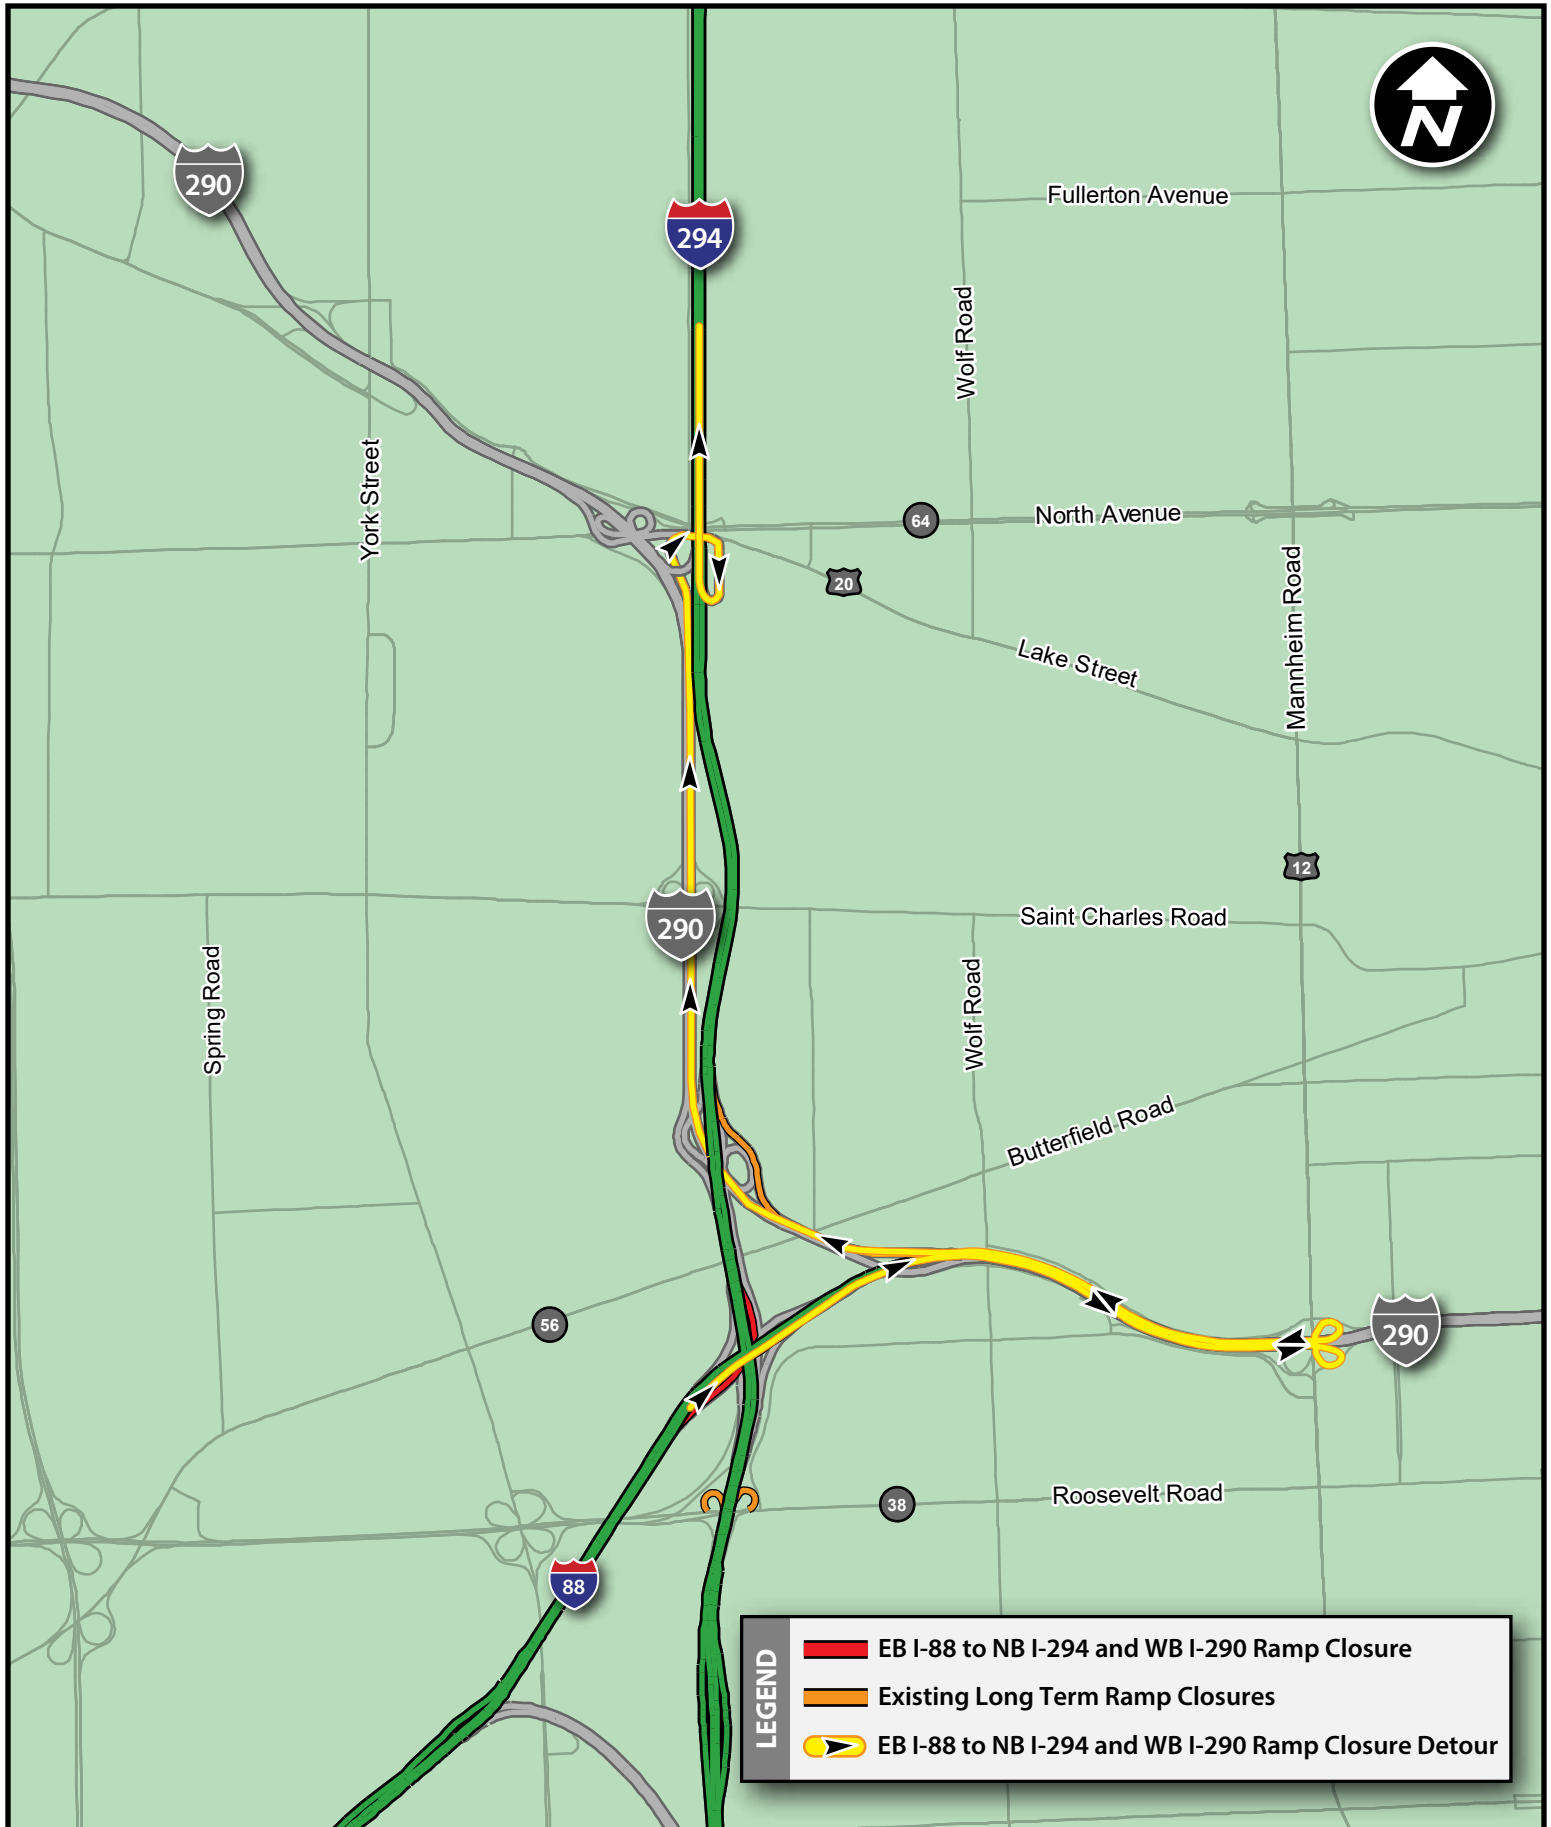 N
290
294
Fullerton Avenue
Wolf Road
York Street
64
North Avenue
20
Mannheim Road
Lake Street
12
290
Saint Charles Road
Spring Road
Wolf Road
Butterfield Road
56
290
38
Roosevelt Road
88
LEGEND
EB I-88 to NB I-294 and WB I-290 Ramp Closure
Existing Long Term Ramp Closures
EB I-88 to NB I-294 and WB I-290 Ramp Closure Detour